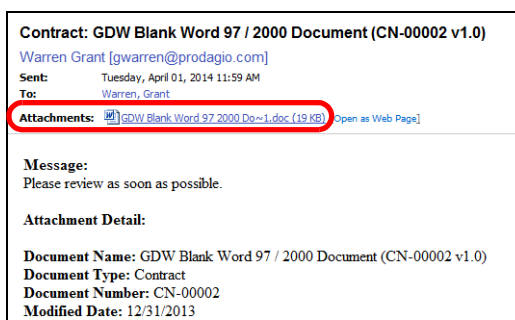 Contract: GDW Blank Word 97 / 2000 Document (CN-00002 v1.0)
Warren Grant [gwarren@prodagio.com]
Sent: Tuesday, April 01, 2014 11:59 AM
To: Warren, Grant
Attachments: GDW Blank Word 97 2000 Do~1.doc (19 KB) Open as Web Page]
Message:
Please review as soon as possible.
Attachment Detail:
Document Name: GDW Blank Word 97 / 2000 Document (CN-00002 v1.0)
Document Type: Contract
Document Number: CN-00002
Modified Date: 12/31/2013